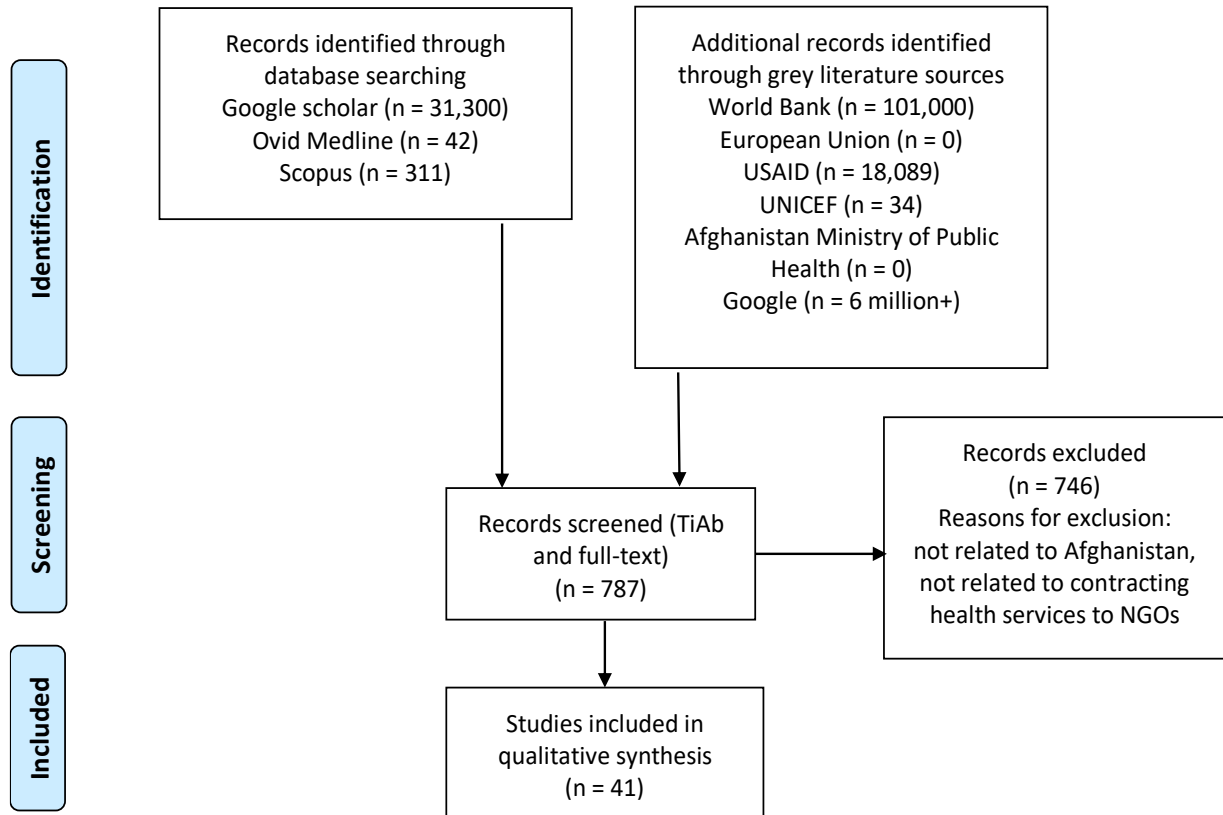 Identification
Records identified through
database searching
Google scholar (n = 31,300)
Ovid Medline (n = 42)
Scopus (n = 311)
Additional records identified
through grey literature sources
World Bank (n = 101,000)
European Union (n = 0)
USAID (n = 18,089)
UNICEF (n = 34)
Afghanistan Ministry of Public
Health (n = 0)
Google (n = 6 million+)
Screening
Records screened (TiAb
and full-text)
(n = 787)
Records excluded
(n = 746)
Reasons for exclusion:
not related to Afghanistan,
not related to contracting
health services to NGOs
Included
Studies included in
qualitative synthesis
(n = 41)